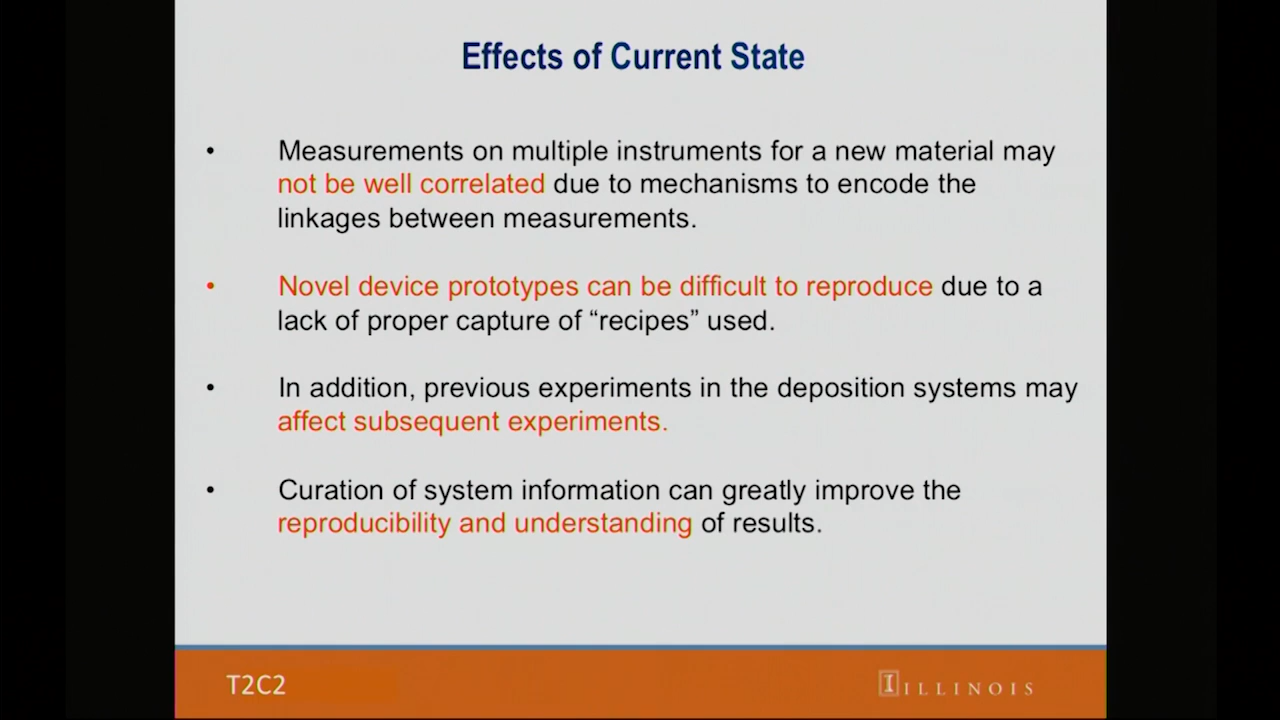 Effects of Current State
• Measurements on multiple instruments for a new material may
not be well correlated due to mechanisms to encode the
linkages between measurements.
• Novel device prototypes can be difficult to reproduce due to a
lack of proper capture of “recipes” used.
• In addition, previous experiments in the deposition systems may
affect subsequent experiments.
• Curation of system information can greatly improve the
reproducibility and understanding of results.
T2C2
I ILLINOIS